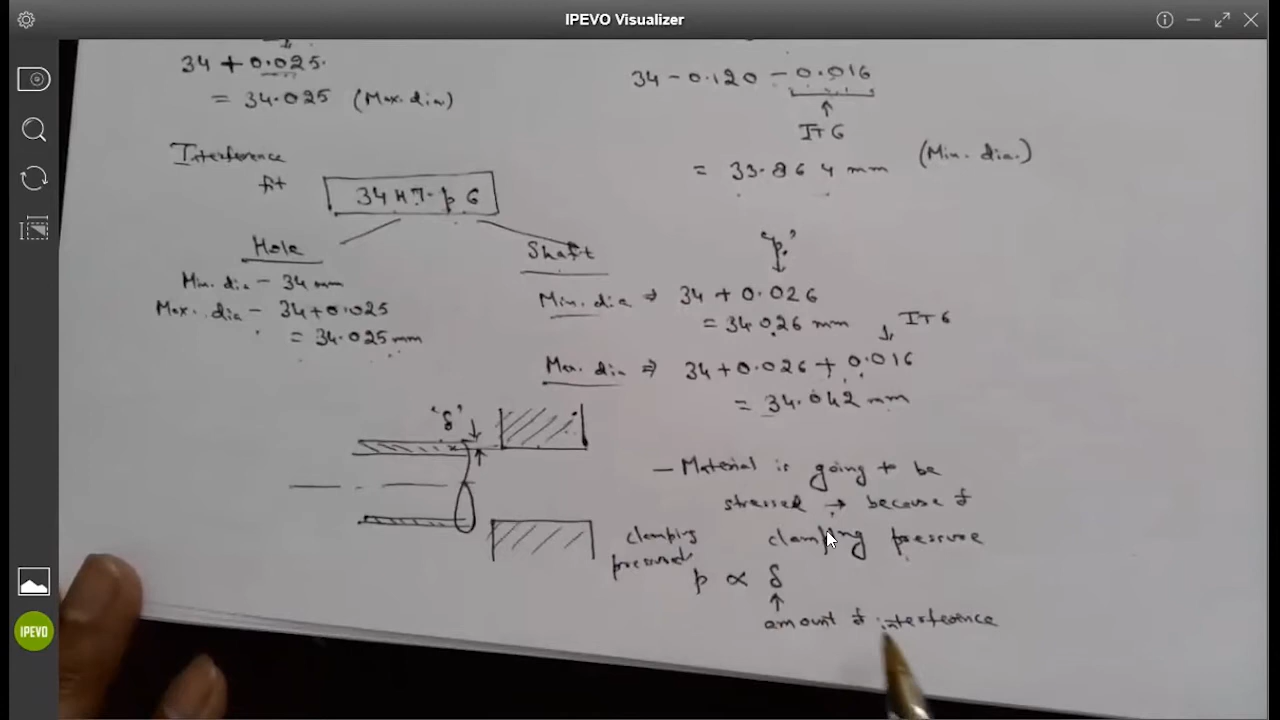 IPEVO Visualizer
34 + 0.025
= 34.025 (Max. dia)
34 - 0.120 - 0.016
IT6
= 33.864 mm (Min. dia.)
Interference
fit
34 H7-p6
Hole
Min. dia - 34 mm
Max. dia - 34+0.025
= 34.025 mm
Shaft
'p'
Min. dia ⇒ 34 + 0.026
= 34.026 mm
IT6
Max. dia ⇒ 34 + 0.026 + 0.016
= 34.042 mm
'δ'
- Material is going to be
stressed → because of
clamping pressure
clamping
pressure
p ∝ δ
amount of interference
IPEVO